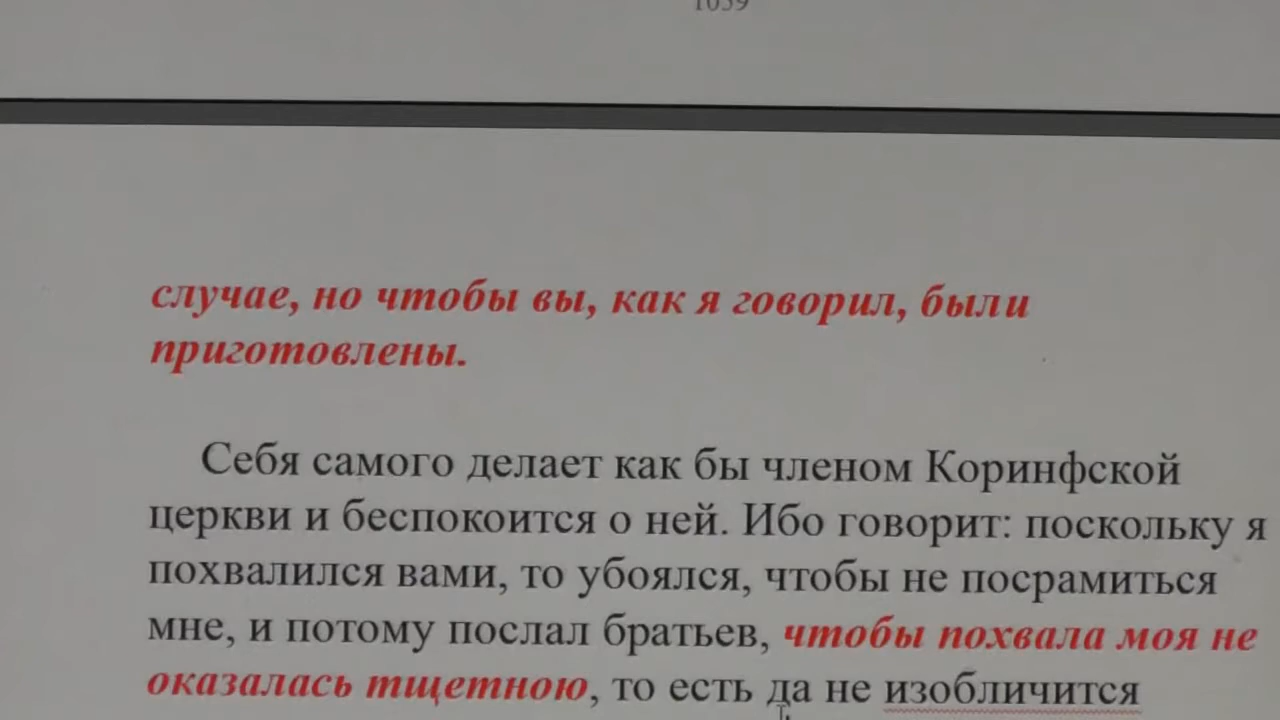 1059
случае, но чтобы вы, как я говорил, были
приготовлены.
Себя самого делает как бы членом Коринфской
церкви и беспокоится о ней. Ибо говорит: поскольку я
похвалился вами, то убоялся, чтобы не посрамиться
мне, и потому послал братьев, чтобы похвала моя не
оказалась тщетною, то есть да не изобличится